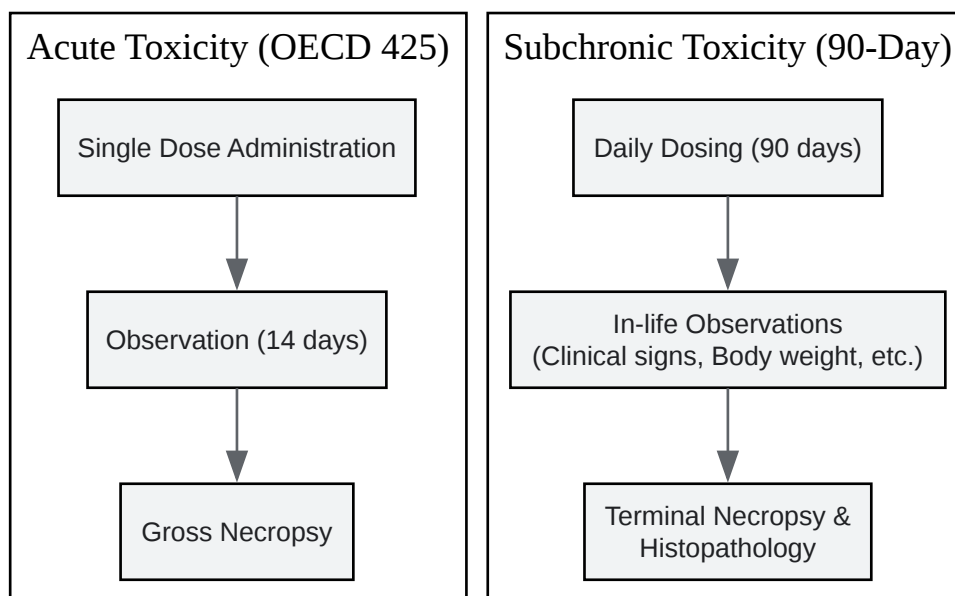 Acute Toxicity (OECD 425)
Single Dose Administration
Observation (14 days)
Gross Necropsy
Subchronic Toxicity (90-Day)
Daily Dosing (90 days)
In-life Observations
(Clinical signs, Body weight, etc.)
Terminal Necropsy &
Histopathology